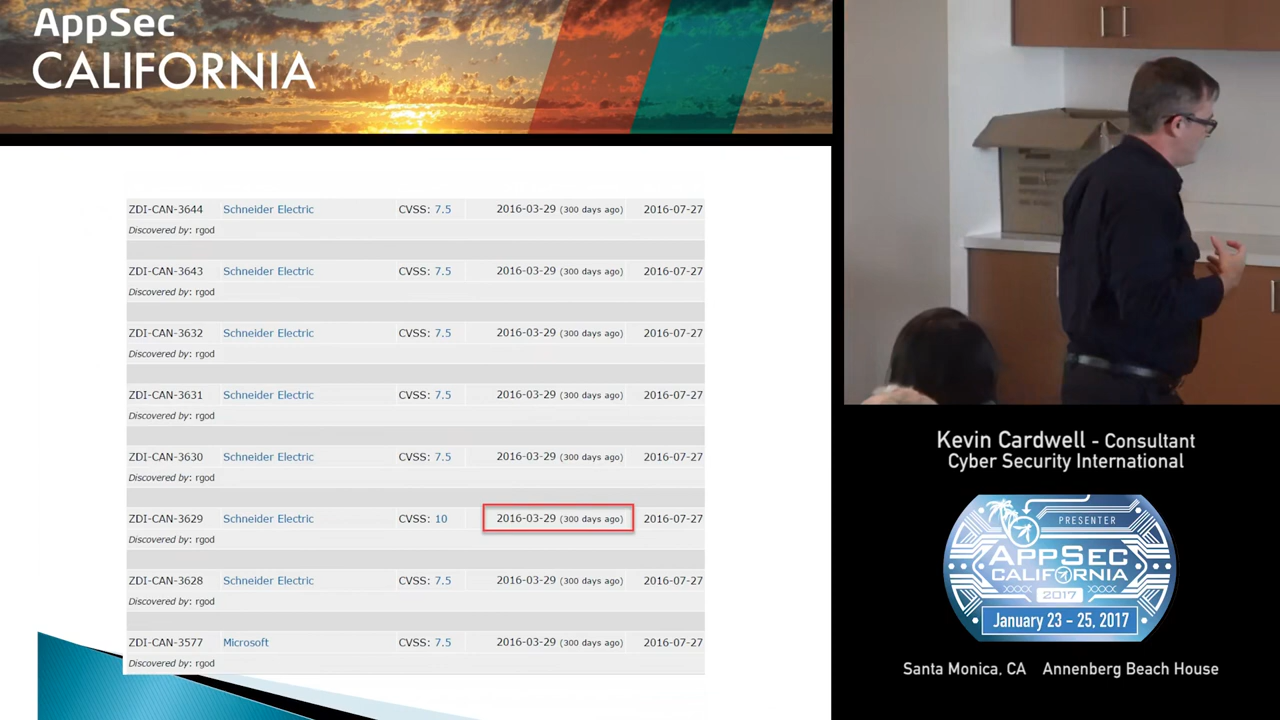 AppSec
CALIFORNIA
ZDI-CAN-3644 Schneider Electric CVSS: 7.5 2016-03-29 (300 days ago) 2016-07-27
Discovered by: rgod
ZDI-CAN-3643 Schneider Electric CVSS: 7.5 2016-03-29 (300 days ago) 2016-07-27
Discovered by: rgod
ZDI-CAN-3632 Schneider Electric CVSS: 7.5 2016-03-29 (300 days ago) 2016-07-27
Discovered by: rgod
ZDI-CAN-3631 Schneider Electric CVSS: 7.5 2016-03-29 (300 days ago) 2016-07-27
Discovered by: rgod
ZDI-CAN-3630 Schneider Electric CVSS: 7.5 2016-03-29 (300 days ago) 2016-07-27
Discovered by: rgod
ZDI-CAN-3629 Schneider Electric CVSS: 10 2016-03-29 (300 days ago) 2016-07-27
Discovered by: rgod
ZDI-CAN-3628 Schneider Electric CVSS: 7.5 2016-03-29 (300 days ago) 2016-07-27
Discovered by: rgod
ZDI-CAN-3577 Microsoft CVSS: 7.5 2016-03-29 (300 days ago) 2016-07-27
Discovered by: rgod
Kevin Cardwell - Consultant
Cyber Security International
PRESENTER
APPSEC
CALIFORNIA
2017
January 23 - 25, 2017
Santa Monica, CA Annenberg Beach House